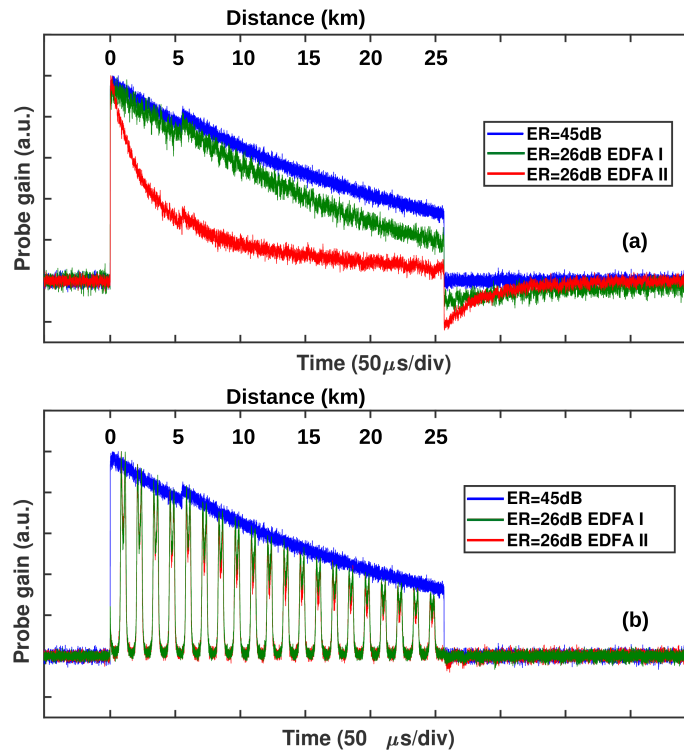 Distance (km)
0 5 10 15 20 25
Probe gain (a.u.)
ER=45dB
ER=26dB EDFA I
ER=26dB EDFA II
(a)
Time (50μs/div)
Distance (km)
0 5 10 15 20 25
Probe gain (a.u.)
ER=45dB
ER=26dB EDFA I
ER=26dB EDFA II
(b)
Time (50 μs/div)